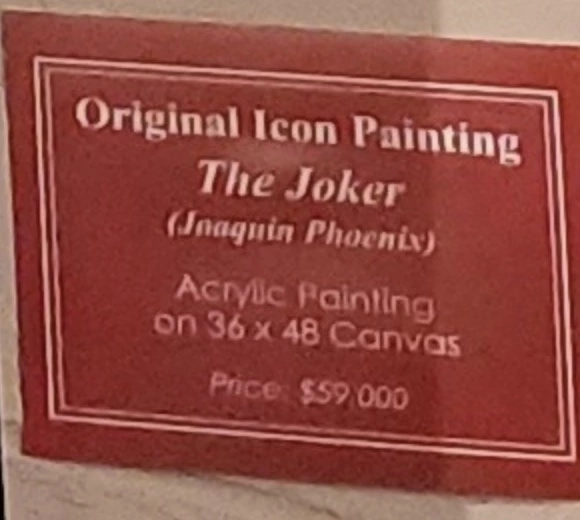 Original Icon Painting
The Joker
(Joaquin Phoenix)
Acrylic Painting
on 36 x 48 Canvas
Price: $59,000